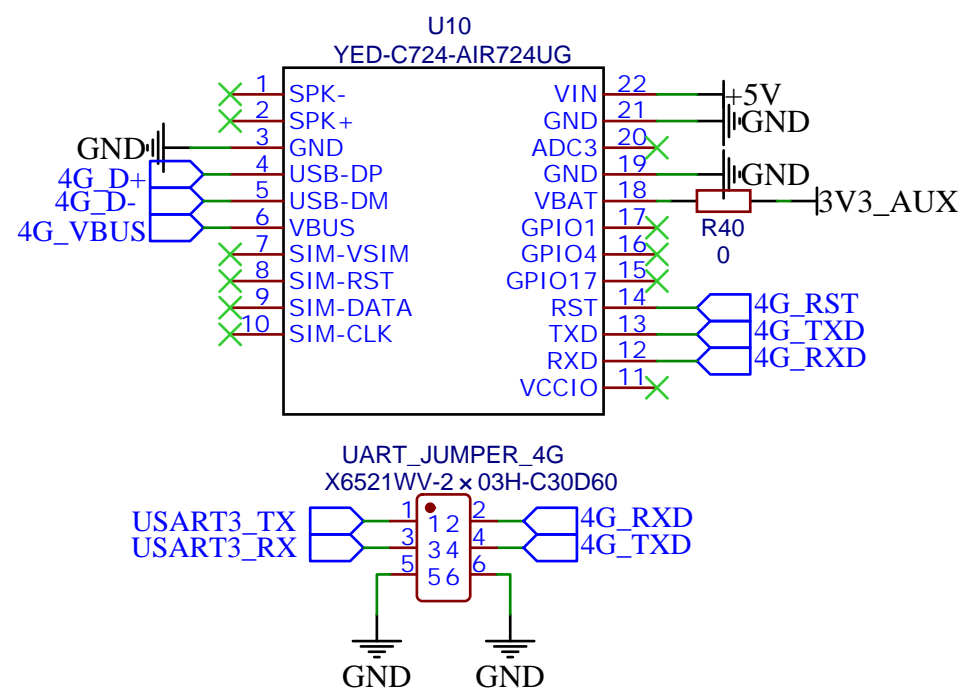 U10
YED-C724-AIR724UG
1 SPK-
2 SPK+
GND 3 GND
4G_D+ 4 USB-DP
4G_D- 5 USB-DM
4G_VBUS 6 VBUS
7 SIM-VSIM
8 SIM-RST
9 SIM-DATA
10 SIM-CLK
VIN 22 +5V
GND 21 GND
ADC3 20
GND 19 GND
VBAT 18 3V3_AUX
R40
0
GPIO1 17
GPIO4 16
GPIO17 15
RST 14 4G_RST
TXD 13 4G_TXD
RXD 12 4G_RXD
VCCIO 11
UART_JUMPER_4G
X6521WV-2×03H-C30D60
USART3_TX 1 1 2 2 4G_RXD
USART3_RX 3 3 4 4 4G_TXD
5 5 6 6
GND GND